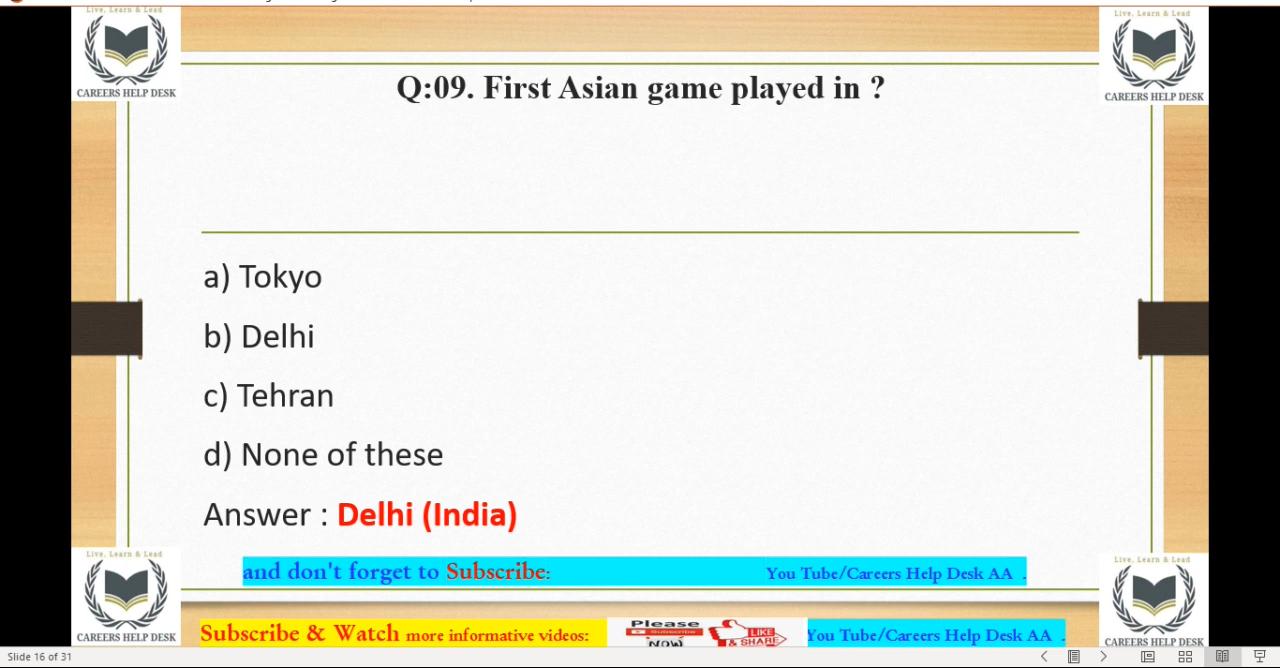 Live, Learn & Lead
CAREERS HELP DESK
Live, Learn & Lead
CAREERS HELP DESK
Q:09. First Asian game played in ?
a) Tokyo
b) Delhi
c) Tehran
d) None of these
Answer : Delhi (India)
and don't forget to Subscribe: You Tube/Careers Help Desk AA .
Live, Learn & Lead
CAREERS HELP DESK
Live, Learn & Lead
CAREERS HELP DESK
Subscribe & Watch more informative videos:
Please
Subscribe
NOW
LIKE
& SHARE
You Tube/Careers Help Desk AA .
Slide 16 of 31